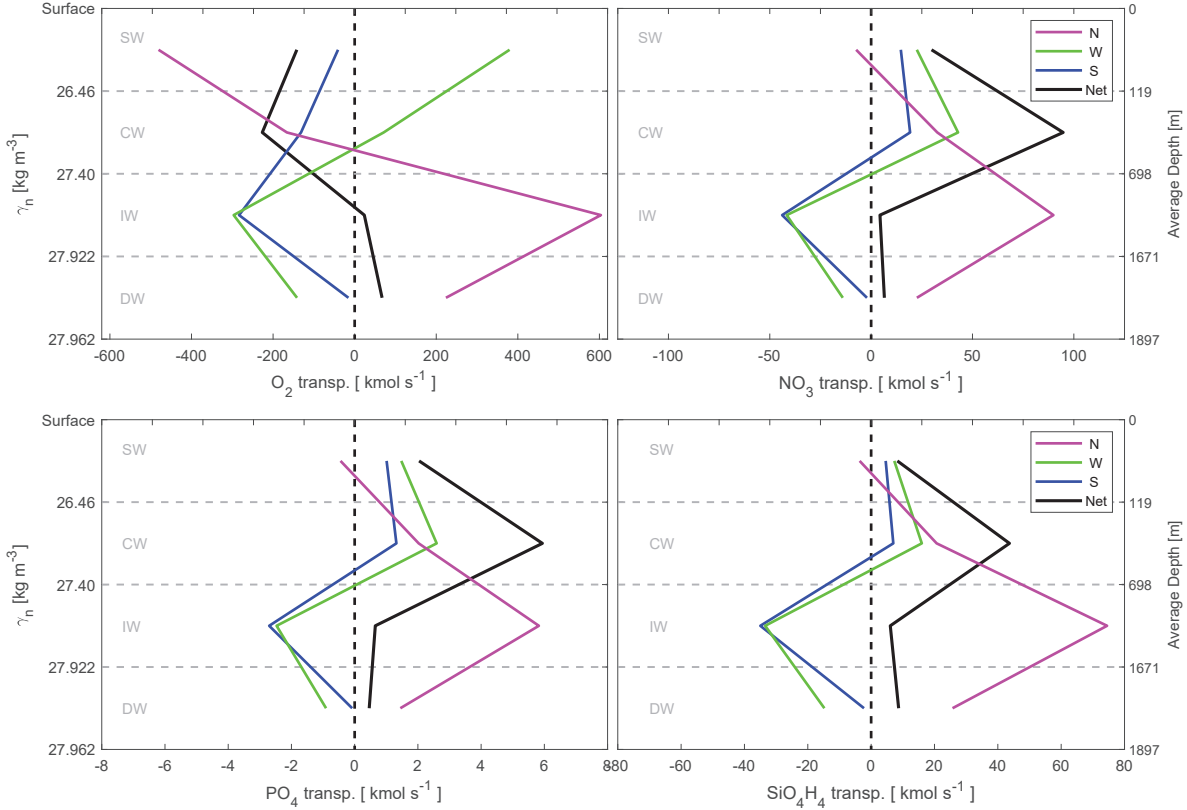 Surface
SW
26.46
CW
27.40
IW
27.922
DW
27.962
γn [kg m-3]
-600 -400 -200 0 200 400 600
O2 transp. [ kmol s-1 ]
SW
CW
IW
DW
N
W
S
Net
0
119
698
1671
1897
Average Depth [m]
-100 -50 0 50 100
NO3 transp. [ kmol s-1 ]
Surface
SW
26.46
CW
27.40
IW
27.922
DW
27.962
γn [kg m-3]
-8 -6 -4 -2 0 2 4 6 8
PO4 transp. [ kmol s-1 ]
SW
CW
IW
DW
N
W
S
Net
0
119
698
1671
1897
Average Depth [m]
-80 -60 -40 -20 0 20 40 60 80
SiO4H4 transp. [ kmol s-1 ]